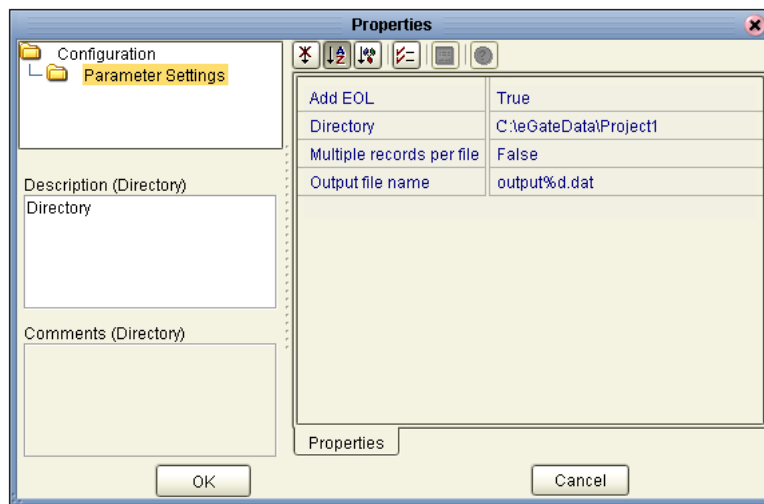 Properties
Configuration
Parameter Settings
Description (Directory)
Directory
Comments (Directory)
Add EOL True
Directory C:\eGateData\Project1
Multiple records per file False
Output file name output%d.dat
Properties
OK
Cancel